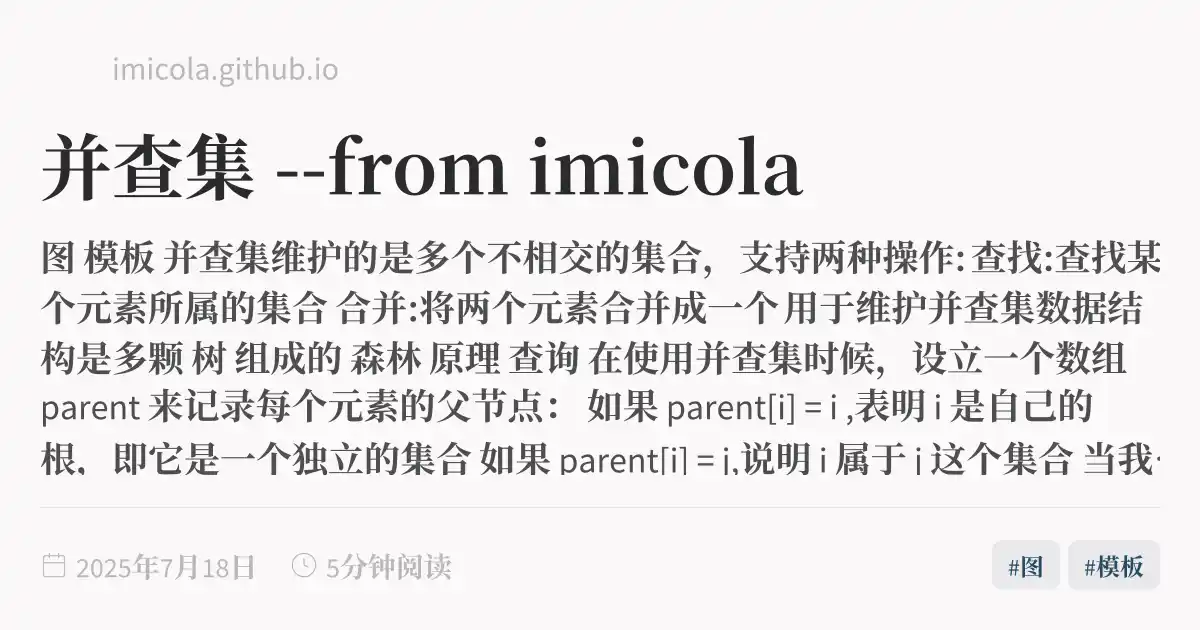 imicola.github.io
并查集 --from imicola
图 模板 并查集维护的是多个不相交的集合，支持两种操作: 查找:查找某
个元素所属的集合 合并:将两个元素合并成一个 用于维护并查集数据结
构是多颗 树 组成的 森林 原理 查询 在使用并查集时候，设立一个数组
parent 来记录每个元素的父节点： 如果 parent[i] = i ,表明 i 是自己的
根，即它是一个独立的集合 如果 parent[i] = j,说明 i 属于 j 这个集合 当我
2025年7月18日 5分钟阅读
#图 #模板